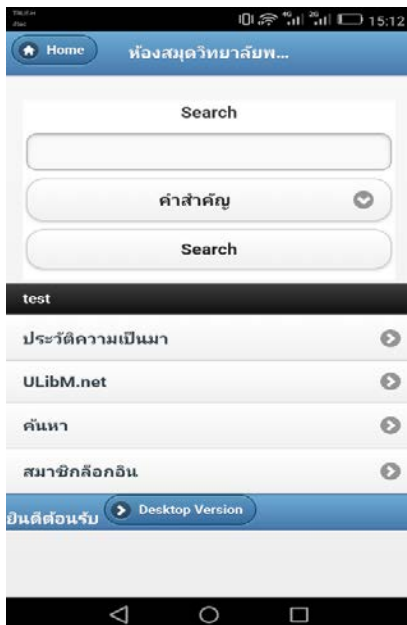 TRUE-H
15:12
Home
ห้องสมุดวิทยาลัยพ...
Search
คำสำคัญ
Search
test
ประวัติความเป็นมา
ULibM.net
ค้นหา
สมาชิกล็อกอิน
ยินดีต้อนรับ
Desktop Version